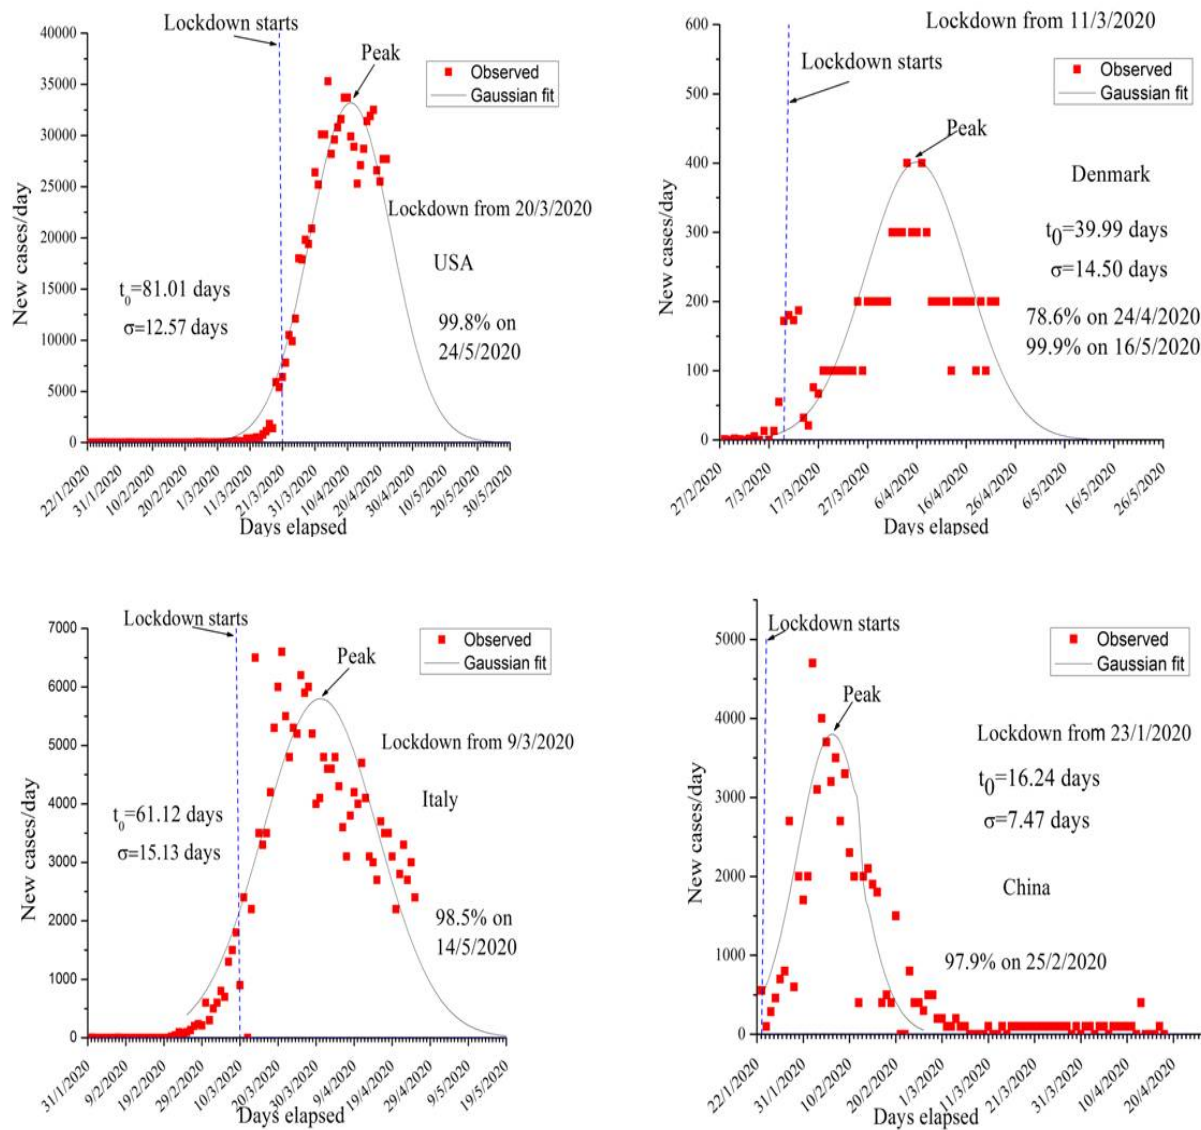 Lockdown starts
40000
35000
30000
25000
20000
15000
10000
5000
0
New cases/day
Peak
Observed
Gaussian fit
Lockdown from 20/3/2020
USA
t0=81.01 days
σ=12.57 days
99.8% on
24/5/2020
22/1/2020
31/1/2020
10/2/2020
20/2/2020
1/3/2020
11/3/2020
21/3/2020
31/3/2020
10/4/2020
20/4/2020
30/4/2020
10/5/2020
20/5/2020
30/5/2020
Days elapsed
Lockdown from 11/3/2020
600
500
400
300
200
100
0
New cases/day
Lockdown starts
Observed
Gaussian fit
Peak
Denmark
t0=39.99 days
σ=14.50 days
78.6% on 24/4/2020
99.9% on 16/5/2020
27/2/2020
7/3/2020
17/3/2020
27/3/2020
6/4/2020
16/4/2020
26/4/2020
6/5/2020
16/5/2020
26/5/2020
Days elapsed
Lockdown starts
7000
6000
5000
4000
3000
2000
1000
0
New cases/day
Peak
Observed
Gaussian fit
Lockdown from 9/3/2020
Italy
t0=61.12 days
σ=15.13 days
98.5% on
14/5/2020
31/1/2020
9/2/2020
19/2/2020
29/2/2020
10/3/2020
20/3/2020
30/3/2020
9/4/2020
19/4/2020
29/4/2020
9/5/2020
19/5/2020
Days elapsed
Lockdown starts
5000
4000
3000
2000
1000
0
New cases/day
Observed
Gaussian fit
Peak
Lockdown from 23/1/2020
t0=16.24 days
σ=7.47 days
China
97.9% on 25/2/2020
22/1/2020
31/1/2020
10/2/2020
20/2/2020
1/3/2020
11/3/2020
21/3/2020
31/3/2020
10/4/2020
20/4/2020
Days elapsed